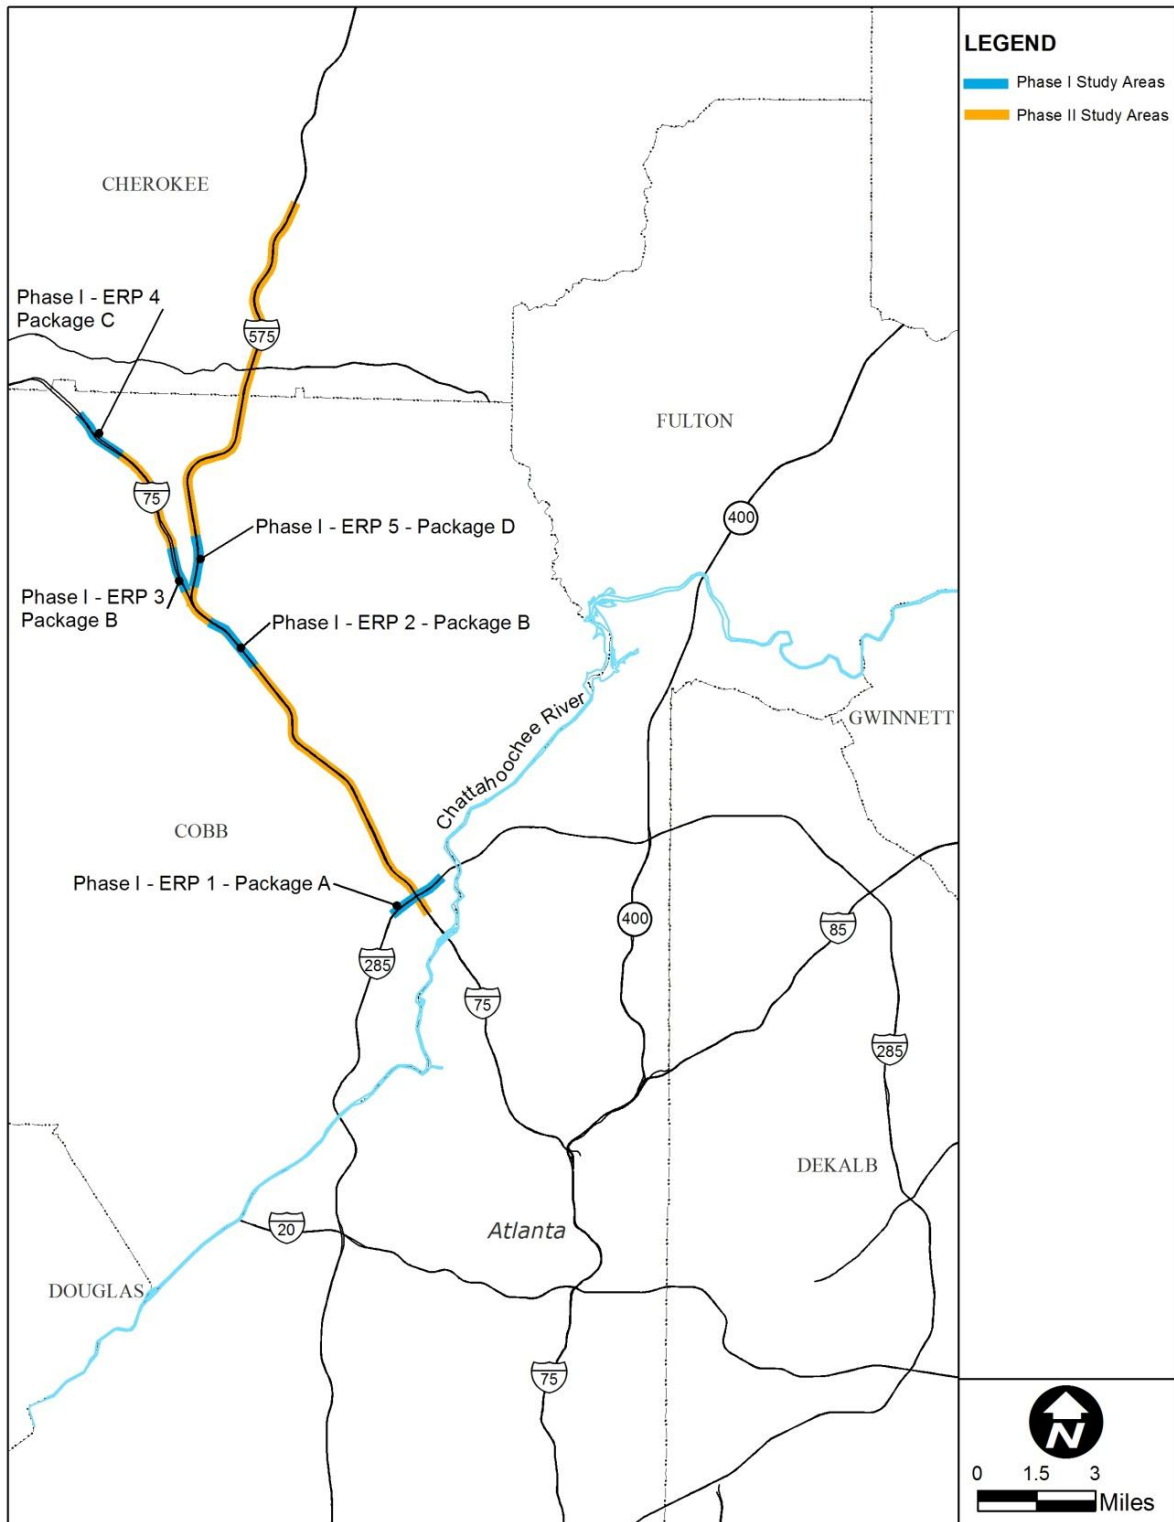 LEGEND
Phase I Study Areas
Phase II Study Areas
CHEROKEE
Phase I - ERP 4
Package C
575
FULTON
75
400
Phase I - ERP 5 - Package D
Phase I - ERP 3
Package B
Phase I - ERP 2 - Package B
Chattahoochee River
GWINNETT
COBB
Phase I - ERP 1 - Package A
400
85
285
75
285
DEKALB
20
Atlanta
DOUGLAS
75
N
0 1.5 3
Miles